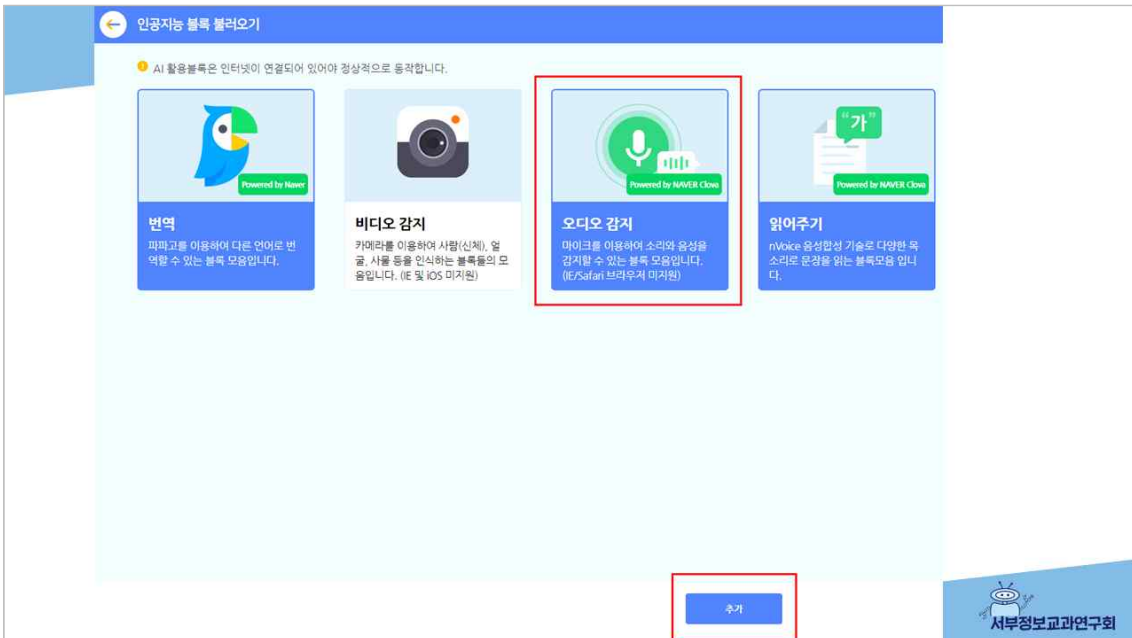 인공지능 블록 불러오기
AI 활용블록은 인터넷이 연결되어 있어야 정상적으로 동작합니다.
Powered by Naver
번역
파파고를 이용하여 다른 언어로 번
역할 수 있는 블록 모음입니다.
비디오 감지
카메라를 이용하여 사람(신체), 얼
굴, 사물 등을 인식하는 블록들의 모
음입니다. (IE 및 iOS 미지원)
Powered by NAVER Clova
오디오 감지
마이크를 이용하여 소리와 음성을
감지할 수 있는 블록 모음입니다.
(IE/Safari 브라우저 미지원)
“가”
Powered by NAVER Clova
읽어주기
nVoice 음성합성 기술로 다양한 목
소리로 문장을 읽는 블록모음 입니
다.
추가
서부정보교과연구회